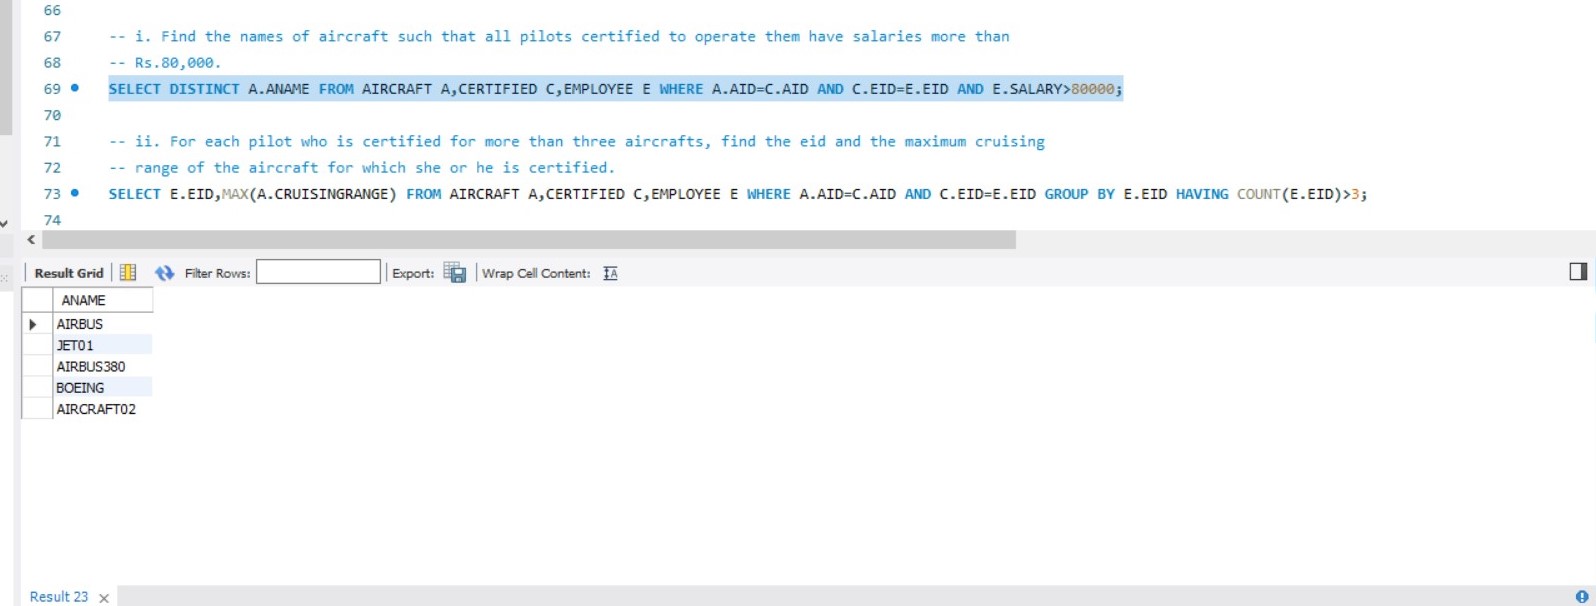 66
67 -- i. Find the names of aircraft such that all pilots certified to operate them have salaries more than
68 -- Rs.80,000.
69 SELECT DISTINCT A.ANAME FROM AIRCRAFT A,CERTIFIED C,EMPLOYEE E WHERE A.AID=C.AID AND C.EID=E.EID AND E.SALARY>80000;
70
71 -- ii. For each pilot who is certified for more than three aircrafts, find the eid and the maximum cruising
72 -- range of the aircraft for which she or he is certified.
73 SELECT E.EID,MAX(A.CRUISINGRANGE) FROM AIRCRAFT A,CERTIFIED C,EMPLOYEE E WHERE A.AID=C.AID AND C.EID=E.EID GROUP BY E.EID HAVING COUNT(E.EID)>3;
74
Result Grid Filter Rows: Export: Wrap Cell Content:
ANAME
AIRBUS
JET01
AIRBUS380
BOEING
AIRCRAFT02
Result 23